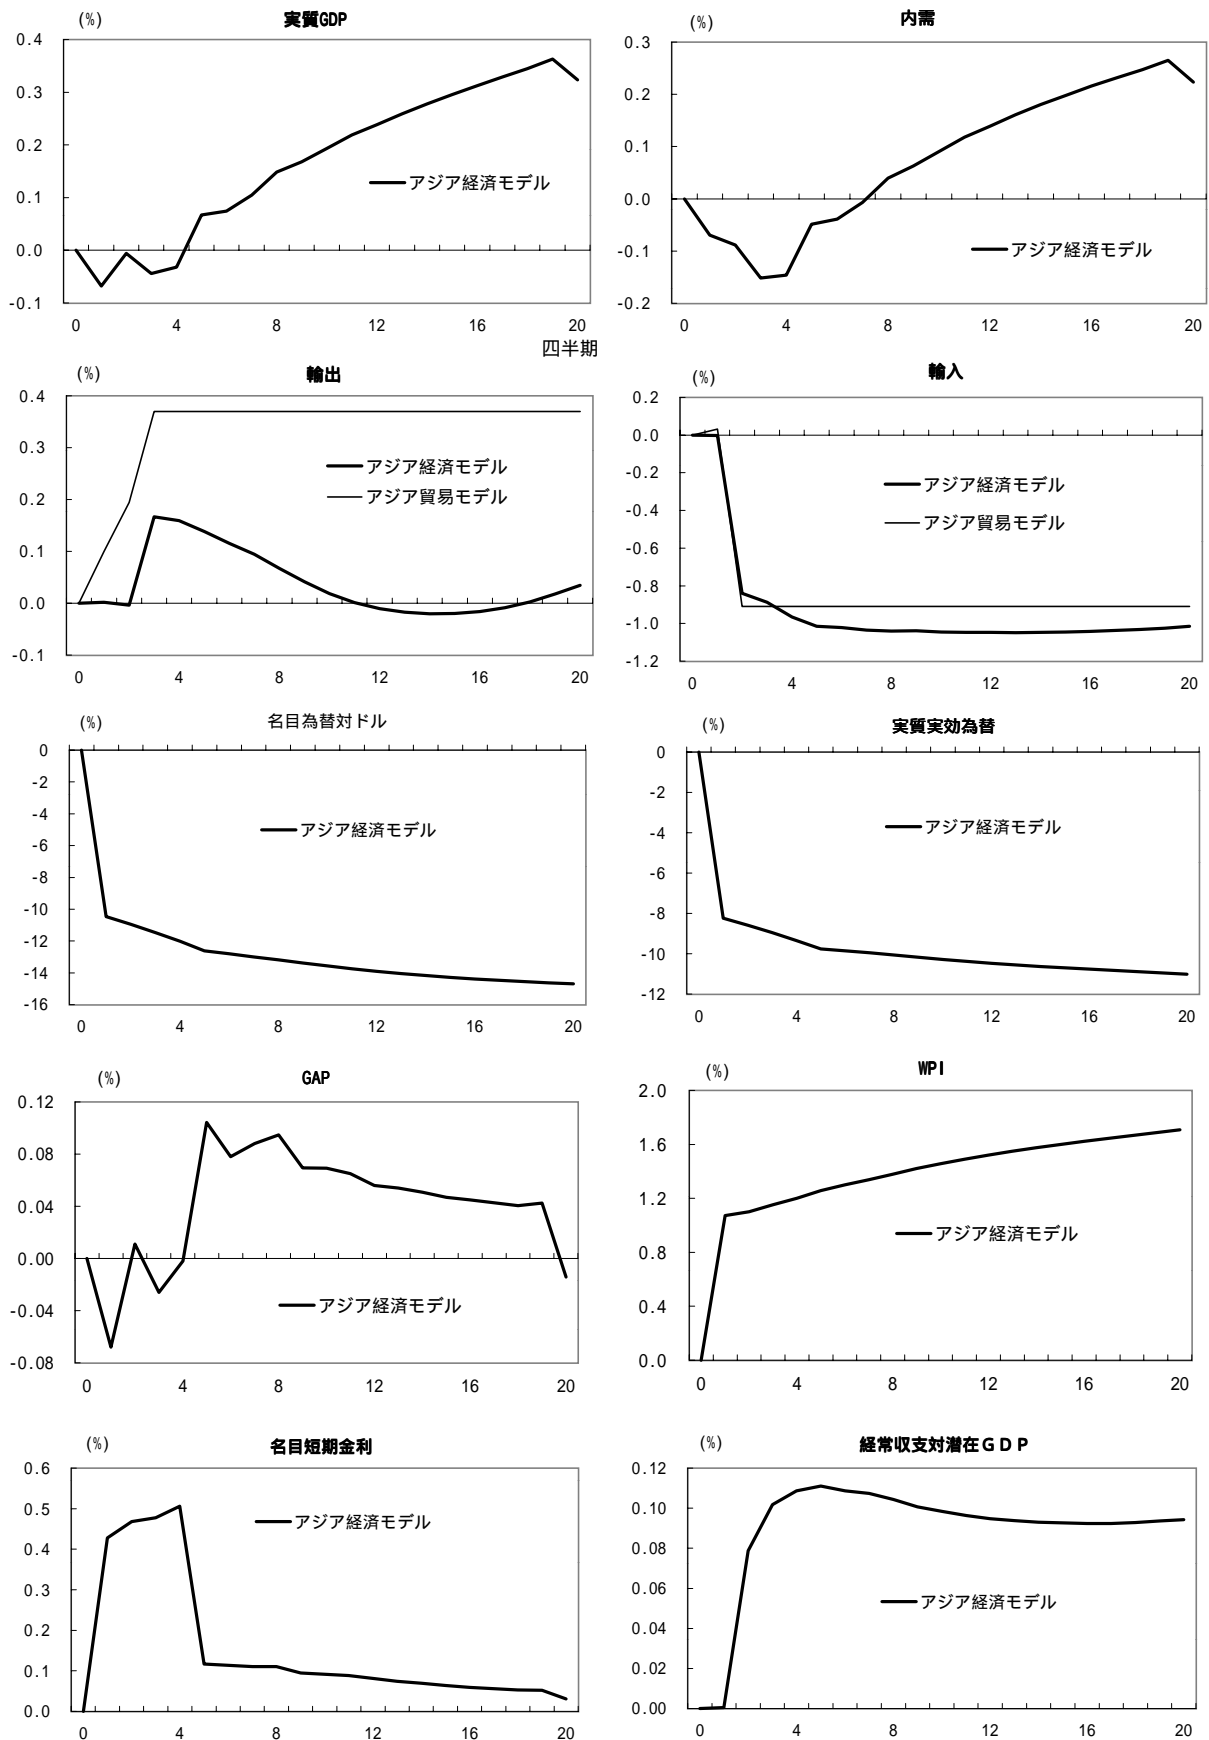 (%) 実質GDP
0.4
0.3
0.2
0.1
0.0
-0.1
アジア経済モデル
0 4 8 12 16 20
四半期
(%) 内需
0.3
0.2
0.1
0.0
-0.1
-0.2
アジア経済モデル
0 4 8 12 16 20
(%) 輸出
0.4
0.3
0.2
0.1
0.0
-0.1
アジア経済モデル
アジア貿易モデル
0 4 8 12 16 20
(%) 輸入
0.2
0.0
-0.2
-0.4
-0.6
-0.8
-1.0
-1.2
アジア経済モデル
アジア貿易モデル
0 4 8 12 16 20
(%) 名目為替対ドル
0
-2
-4
-6
-8
-10
-12
-14
-16
アジア経済モデル
0 4 8 12 16 20
(%) 実質実効為替
0
-2
-4
-6
-8
-10
-12
アジア経済モデル
0 4 8 12 16 20
(%) GAP
0.12
0.08
0.04
0.00
-0.04
-0.08
アジア経済モデル
0 4 8 12 16 20
(%) WPI
2.0
1.6
1.2
0.8
0.4
0.0
アジア経済モデル
0 4 8 12 16 20
(%) 名目短期金利
0.6
0.5
0.4
0.3
0.2
0.1
0.0
アジア経済モデル
0 4 8 12 16 20
(%) 経常収支対潜在ＧＤＰ
0.12
0.10
0.08
0.06
0.04
0.02
0.00
アジア経済モデル
0 4 8 12 16 20